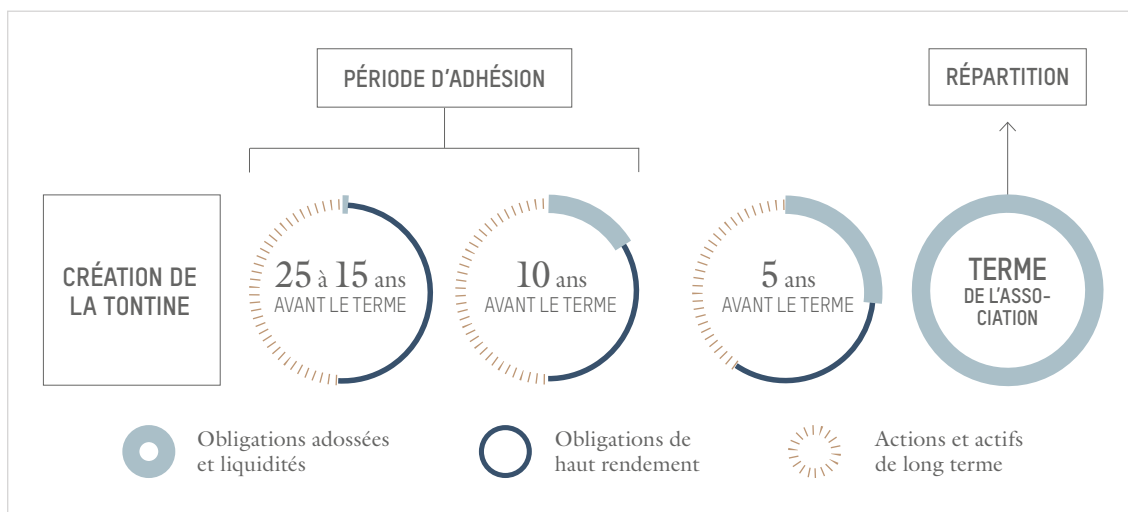 PÉRIODE D'ADHÉSION
RÉPARTITION
CRÉATION DE
LA TONTINE
25 à 15 ans
AVANT LE TERME
10 ans
AVANT LE TERME
5 ans
AVANT LE TERME
TERME
DE L'ASSO-
CIATION
Obligations adossées
et liquidités
Obligations de
haut rendement
Actions et actifs
de long terme